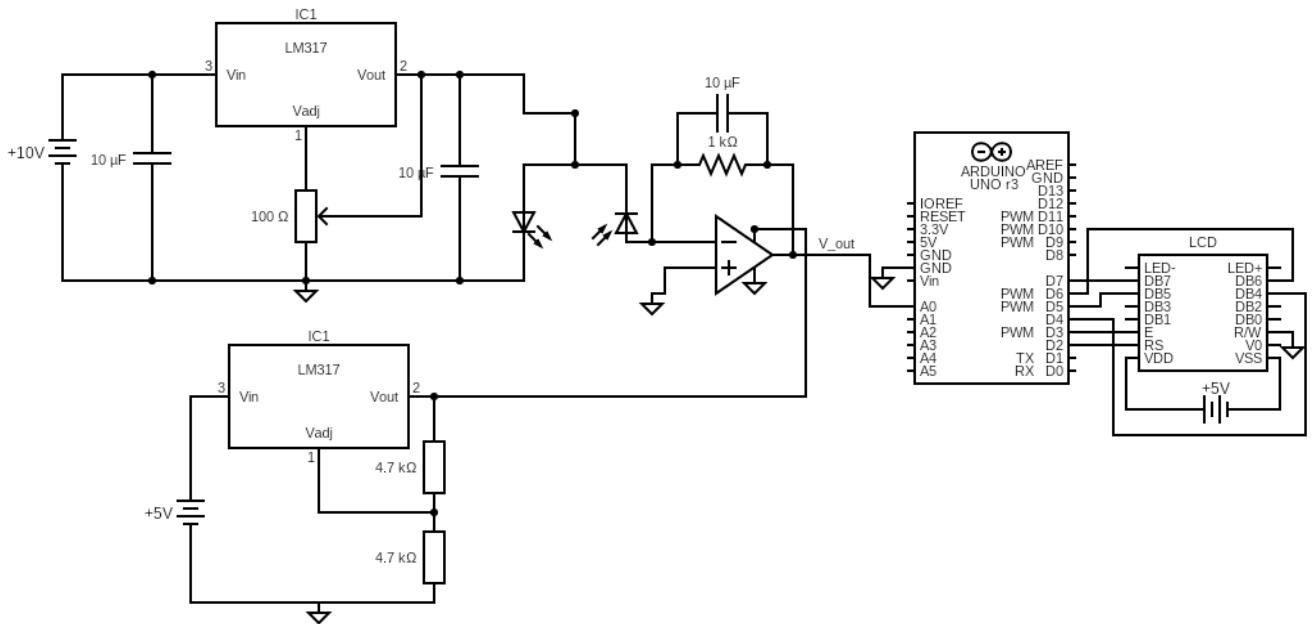 IC1
LM317
3
Vin
Vout
2
Vadj
1
+10V
10 µF
10 µF
100 Ω
10 µF
1 kΩ
V_out
ARDUINO
UNO r3
IOREF
RESET
3.3V
5V
GND
GND
Vin
A0
A1
A2
A3
A4
A5
AREF
GND
D13
D12
PWM D11
PWM D10
PWM D9
D8
D7
PWM D6
PWM D5
D4
PWM D3
D2
TX D1
RX D0
LCD
LED-
DB7
DB5
DB3
DB1
E
RS
VDD
LED+
DB6
DB4
DB2
DB0
R/W
V0
VSS
+5V
IC1
LM317
3
Vin
Vout
2
Vadj
1
4.7 kΩ
+5V
4.7 kΩ